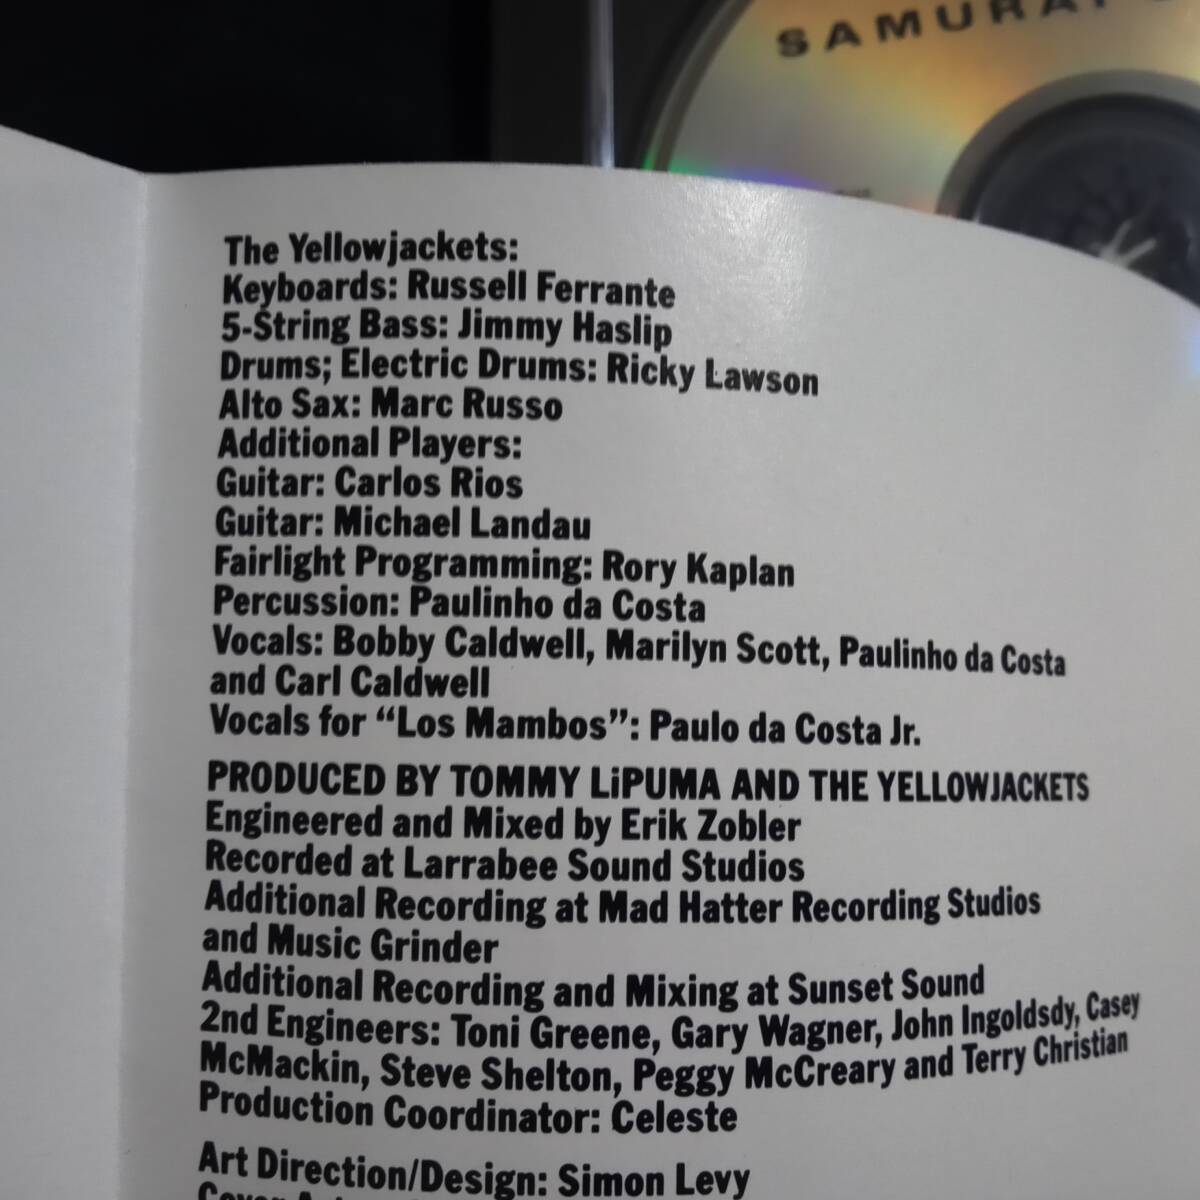 SAMURAI
The Yellowjackets:
Keyboards: Russell Ferrante
5-String Bass: Jimmy Haslip
Drums; Electric Drums: Ricky Lawson
Alto Sax: Marc Russo
Additional Players:
Guitar: Carlos Rios
Guitar: Michael Landau
Fairlight Programming: Rory Kaplan
Percussion: Paulinho da Costa
Vocals: Bobby Caldwell, Marilyn Scott, Paulinho da Costa
and Carl Caldwell
Vocals for “Los Mambos”: Paulo da Costa Jr.
PRODUCED BY TOMMY LiPUMA AND THE YELLOWJACKETS
Engineered and Mixed by Erik Zobler
Recorded at Larrabee Sound Studios
Additional Recording at Mad Hatter Recording Studios
and Music Grinder
Additional Recording and Mixing at Sunset Sound
2nd Engineers: Toni Greene, Gary Wagner, John Ingoldsdy, Casey
McMackin, Steve Shelton, Peggy McCreary and Terry Christian
Production Coordinator: Celeste
Art Direction/Design: Simon Levy